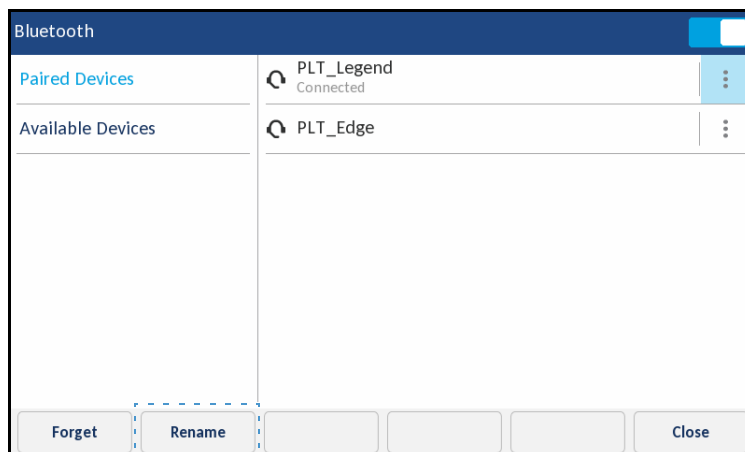 Bluetooth
Paired Devices
Available Devices
PLT_Legend
Connected
PLT_Edge
Forget
Rename
Close